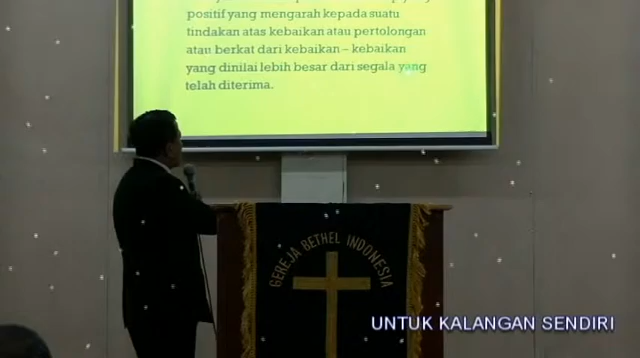 positif yang mengarah kepada suatu
tindakan atas kebaikan atau pertolongan
atau berkat dari kebaikan – kebaikan
yang dinilai lebih besar dari segala yang
telah diterima.
GEREJA BETHEL INDONESIA
UNTUK KALANGAN SENDIRI